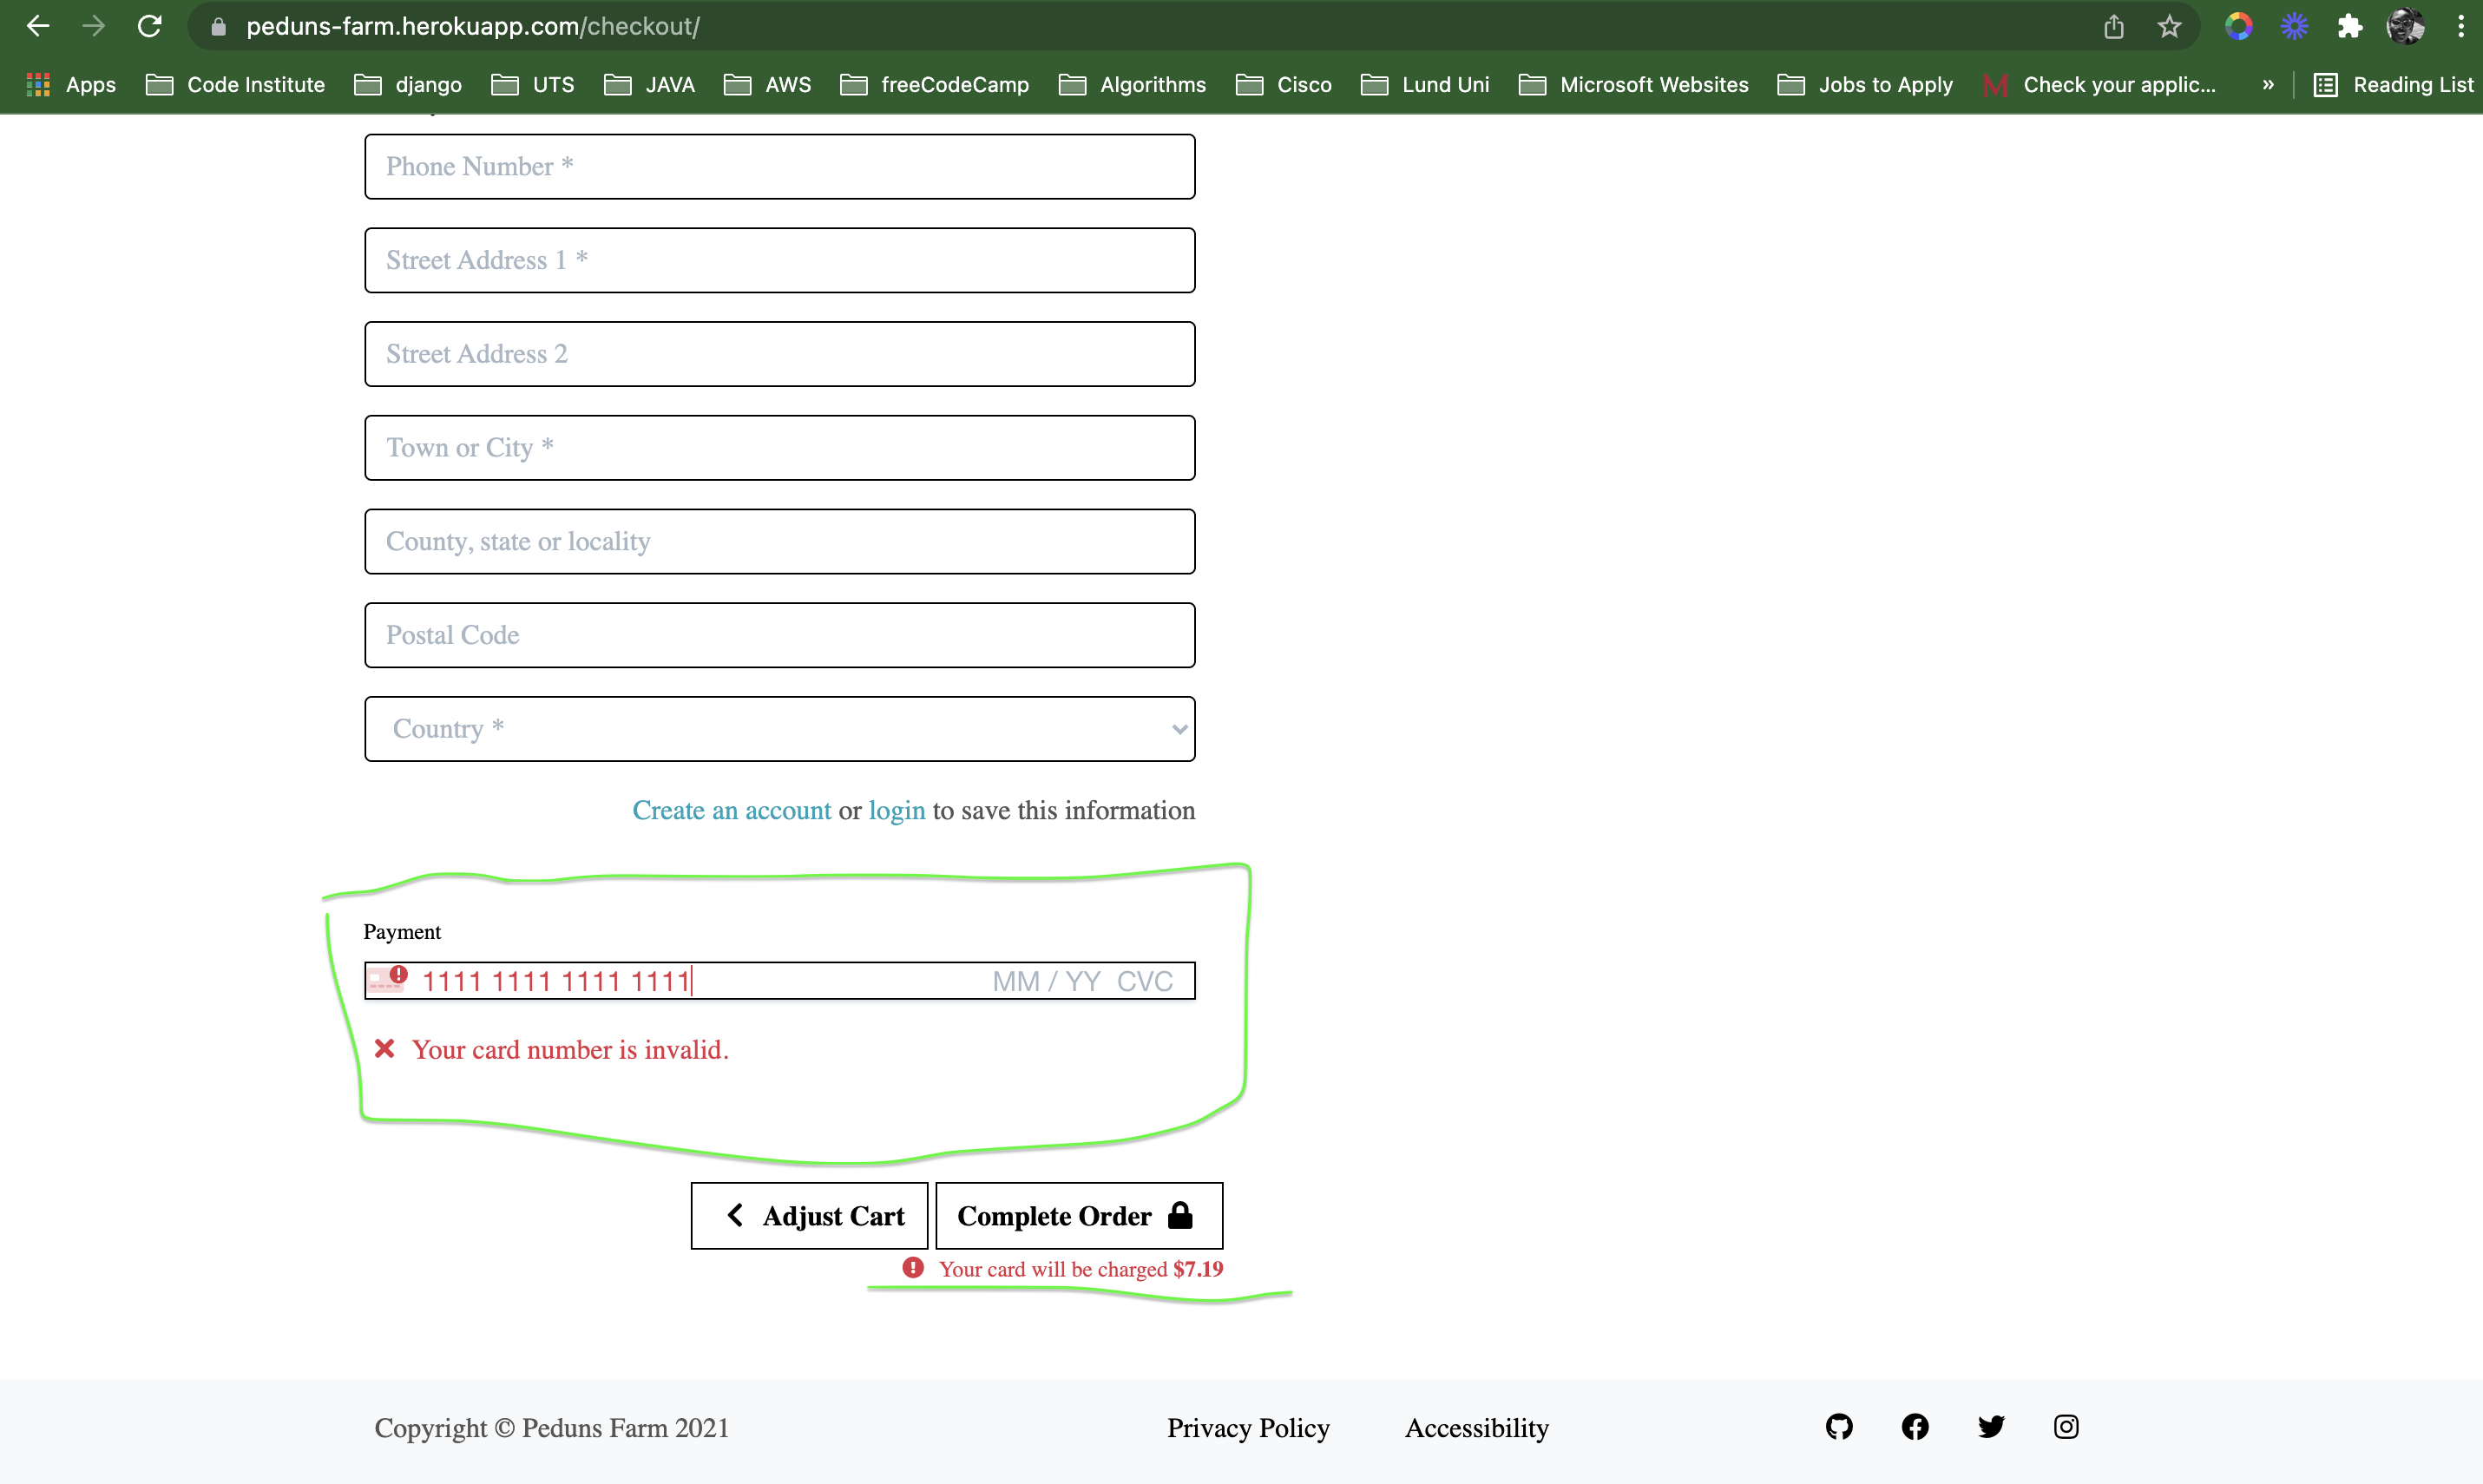 peduns-farm.herokuapp.com/checkout/
Apps Code Institute django UTS JAVA AWS freeCodeCamp Algorithms Cisco Lund Uni Microsoft Websites Jobs to Apply Check your applic... » Reading List
Phone Number *
Street Address 1 *
Street Address 2
Town or City *
County, state or locality
Postal Code
Country *
Create an account or login to save this information
Payment
1111 1111 1111 1111 MM / YY CVC
Your card number is invalid.
Adjust Cart Complete Order
Your card will be charged $7.19
Copyright © Peduns Farm 2021 Privacy Policy Accessibility